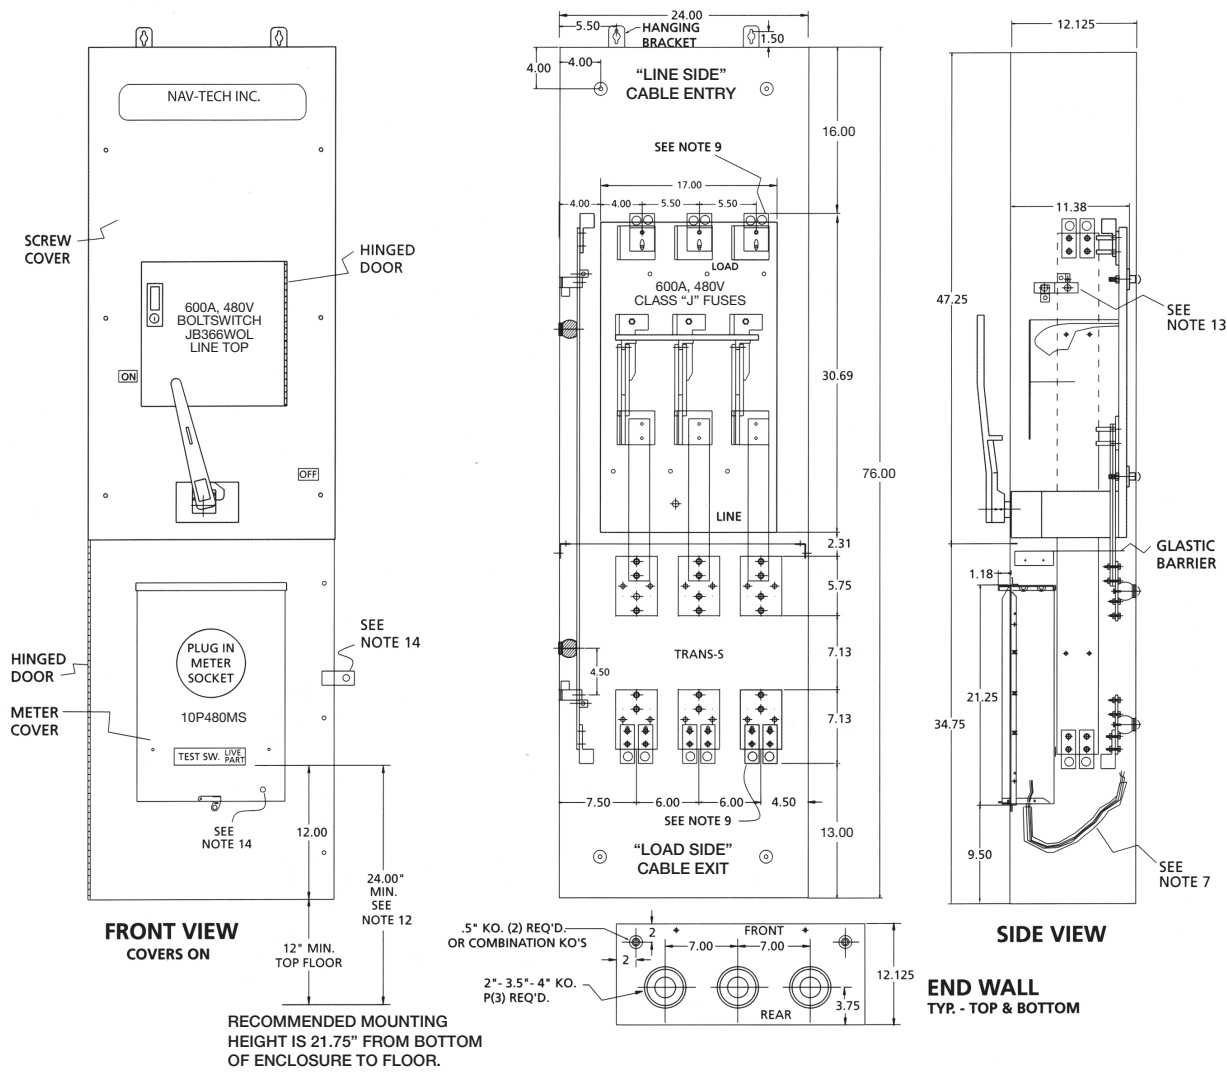 NAV-TECH INC.
SCREW
COVER
HINGED
DOOR
600A, 480V
BOLTSWITCH
JB366WOL
LINE TOP
ON
OFF
HINGED
DOOR
METER
COVER
PLUG IN
METER
SOCKET
10P480MS
TEST SW.
LIVE
PART
SEE
NOTE 14
SEE
NOTE 14
12.00
24.00"
MIN.
SEE
NOTE 12
12" MIN.
TOP FLOOR
FRONT VIEW
COVERS ON
RECOMMENDED MOUNTING
HEIGHT IS 21.75” FROM BOTTOM
OF ENCLOSURE TO FLOOR.
24.00
5.50
HANGING
BRACKET
1.50
4.00
4.00
“LINE SIDE”
CABLE ENTRY
16.00
SEE NOTE 9
17.00
4.00
4.00
5.50
5.50
LOAD
600A, 480V
CLASS “J” FUSES
30.69
76.00
LINE
2.31
5.75
TRANS-S
4.50
7.13
7.13
7.50
6.00
6.00
4.50
SEE NOTE 9
13.00
“LOAD SIDE”
CABLE EXIT
.5" KO. (2) REQ'D.
OR COMBINATION KO'S
2
2
FRONT
7.00
7.00
2"- 3.5"- 4" KO.
P(3) REQ'D.
12.125
3.75
REAR
END WALL
TYP. - TOP & BOTTOM
12.125
11.38
47.25
SEE
NOTE 13
GLASTIC
BARRIER
1.18
21.25
34.75
9.50
SEE
NOTE 7
SIDE VIEW